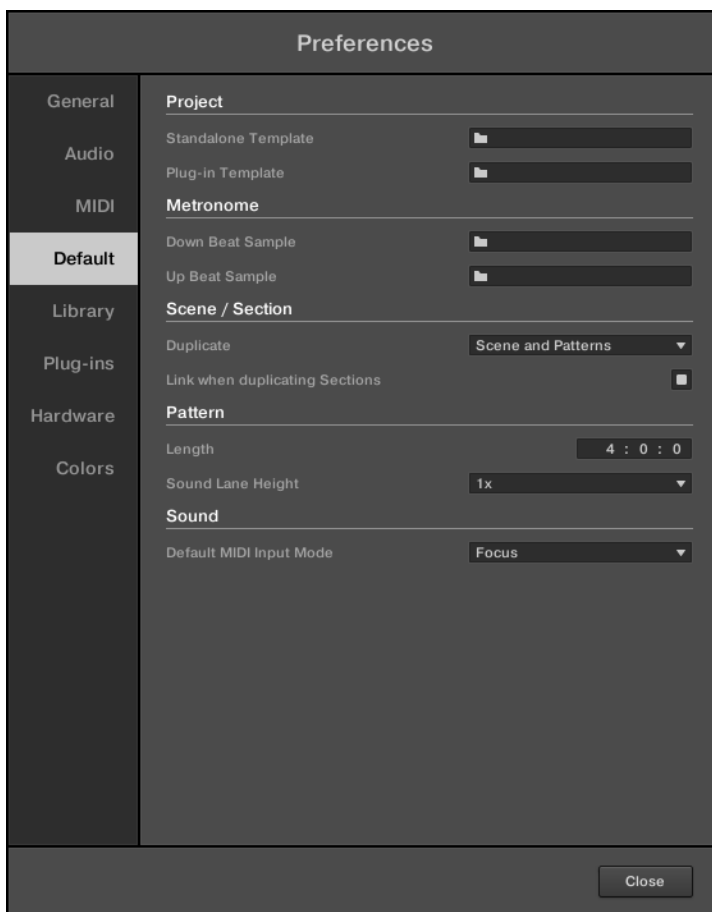 Preferences
General
Audio
MIDI
Default
Library
Plug-ins
Hardware
Colors
Project
Standalone Template
Plug-in Template
Metronome
Down Beat Sample
Up Beat Sample
Scene / Section
Duplicate Scene and Patterns
Link when duplicating Sections
Pattern
Length 4 : 0 : 0
Sound Lane Height 1x
Sound
Default MIDI Input Mode Focus
Close